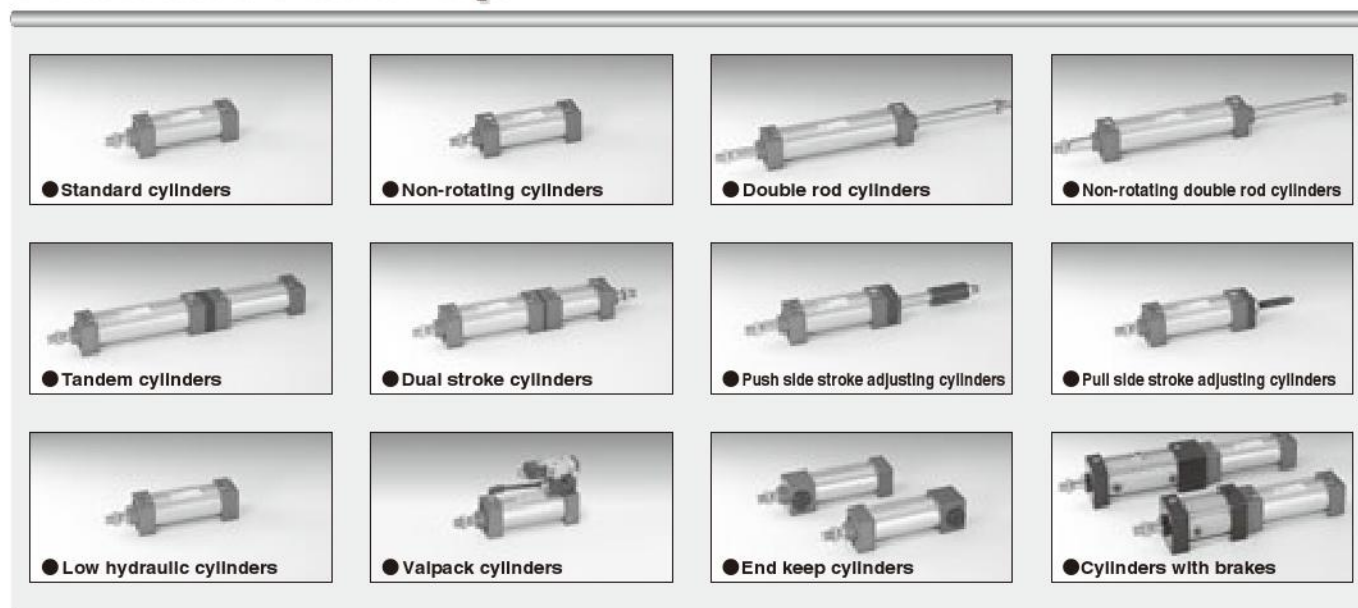 ●Standard cylinders
●Non-rotating cylinders
●Double rod cylinders
●Non-rotating double rod cylinders
●Tandem cylinders
●Dual stroke cylinders
●Push side stroke adjusting cylinders
●Pull side stroke adjusting cylinders
●Low hydraulic cylinders
●Valpack cylinders
●End keep cylinders
●Cylinders with brakes